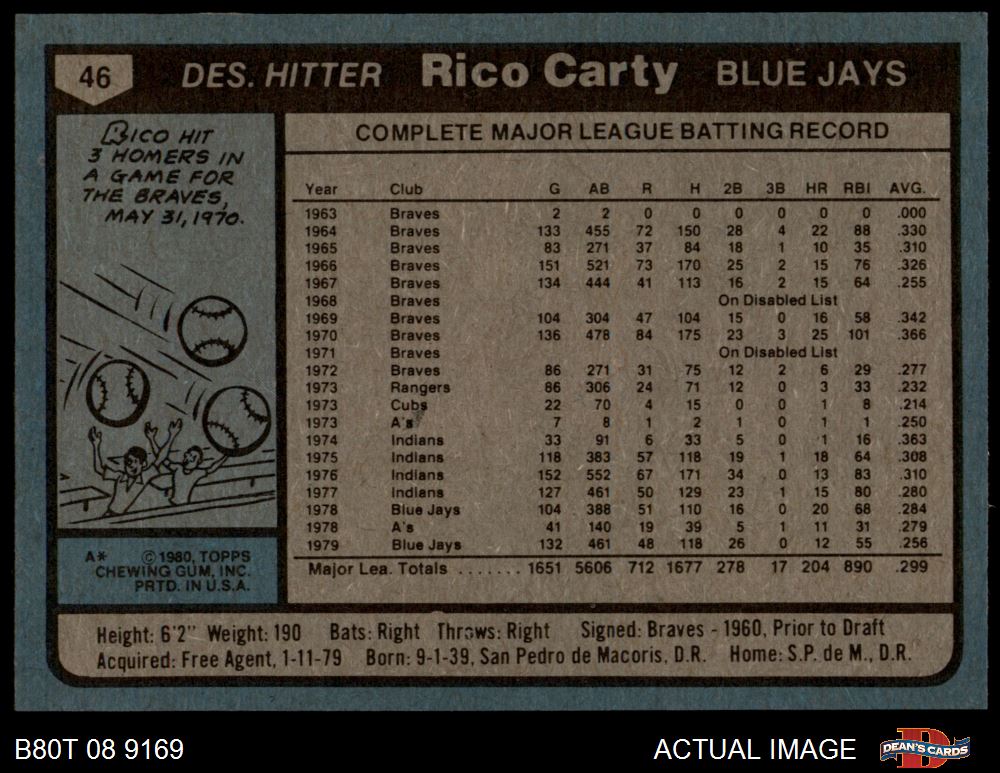 46 DES. HITTER Rico Carty BLUE JAYS
RICO HIT
3 HOMERS IN
A GAME FOR
THE BRAVES,
MAY 31, 1970.
COMPLETE MAJOR LEAGUE BATTING RECORD
Year Club G AB R H 2B 3B HR RBI AVG.
1963 Braves 2 2 0 0 0 0 0 0 .000
1964 Braves 133 455 72 150 28 4 22 88 .330
1965 Braves 83 271 37 84 18 1 10 35 .310
1966 Braves 151 521 73 170 25 2 15 76 .326
1967 Braves 134 444 41 113 16 2 15 64 .255
1968 Braves On Disabled List
1969 Braves 104 304 47 104 15 0 16 58 .342
1970 Braves 136 478 84 175 23 3 25 101 .366
1971 Braves On Disabled List
1972 Braves 86 271 31 75 12 2 6 29 .277
1973 Rangers 86 306 24 71 12 0 3 33 .232
1973 Cubs 22 70 4 15 0 0 1 8 .214
1973 A's 7 8 1 2 1 0 1 1 .250
1974 Indians 33 91 6 33 5 0 1 16 .363
1975 Indians 118 383 57 118 19 1 18 64 .308
1976 Indians 152 552 67 171 34 0 13 83 .310
1977 Indians 127 461 50 129 23 1 15 80 .280
1978 Blue Jays 104 388 51 110 16 0 20 68 .284
1978 A's 41 140 19 39 5 1 11 31 .279
1979 Blue Jays 132 461 48 118 26 0 12 55 .256
Major Lea. Totals ....... 1651 5606 712 1677 278 17 204 890 .299
A* © 1980, TOPPS
CHEWING GUM, INC.
PRTD. IN U.S.A.
Height: 6'2" Weight: 190 Bats: Right Throws: Right Signed: Braves - 1960, Prior to Draft
Acquired: Free Agent, 1-11-79 Born: 9-1-39, San Pedro de Macoris, D.R. Home: S.P. de M., D.R.
B80T 08 9169 ACTUAL IMAGE DEAN'S CARDS